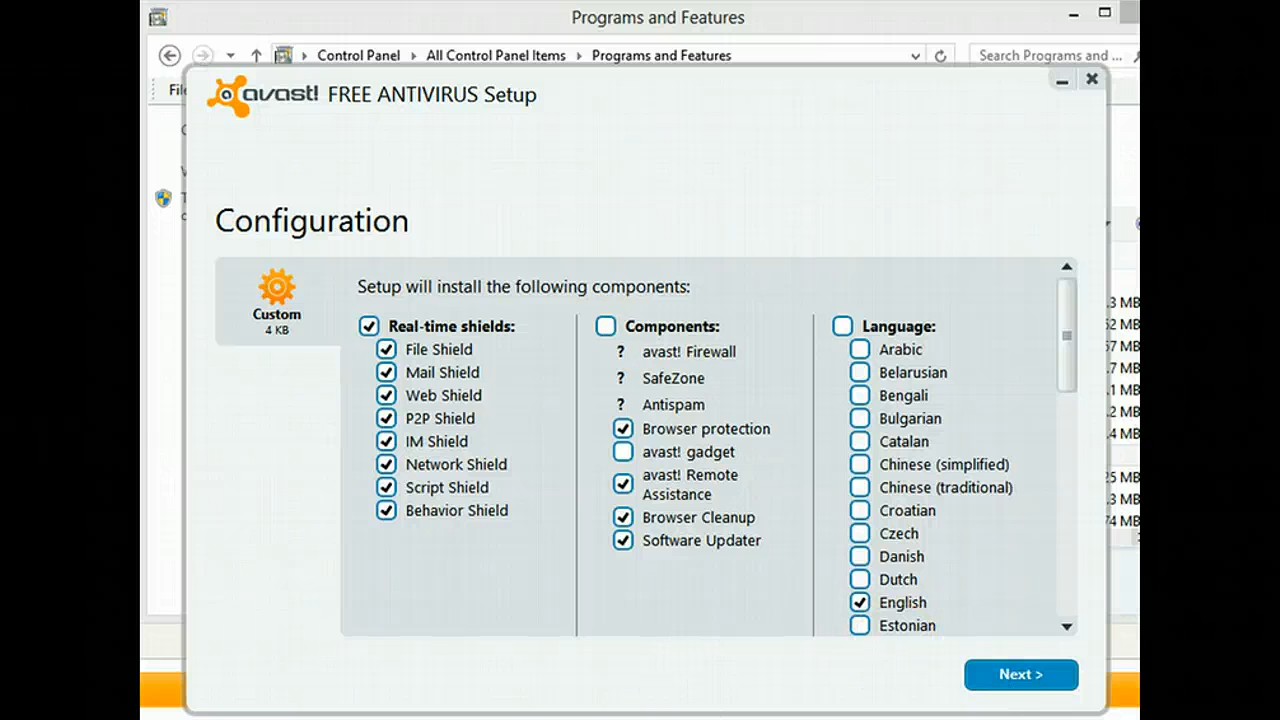 Programs and Features
Control Panel
All Control Panel Items
Programs and Features
Search Programs and ...
avast! FREE ANTIVIRUS Setup
Configuration
Custom
4 KB
Setup will install the following components:
Real-time shields:
File Shield
Mail Shield
Web Shield
P2P Shield
IM Shield
Network Shield
Script Shield
Behavior Shield
Components:
? avast! Firewall
? SafeZone
? Antispam
Browser protection
avast! gadget
avast! Remote
Assistance
Browser Cleanup
Software Updater
Language:
Arabic
Belarusian
Bengali
Bulgarian
Catalan
Chinese (simplified)
Chinese (traditional)
Croatian
Czech
Danish
Dutch
English
Estonian
Next >